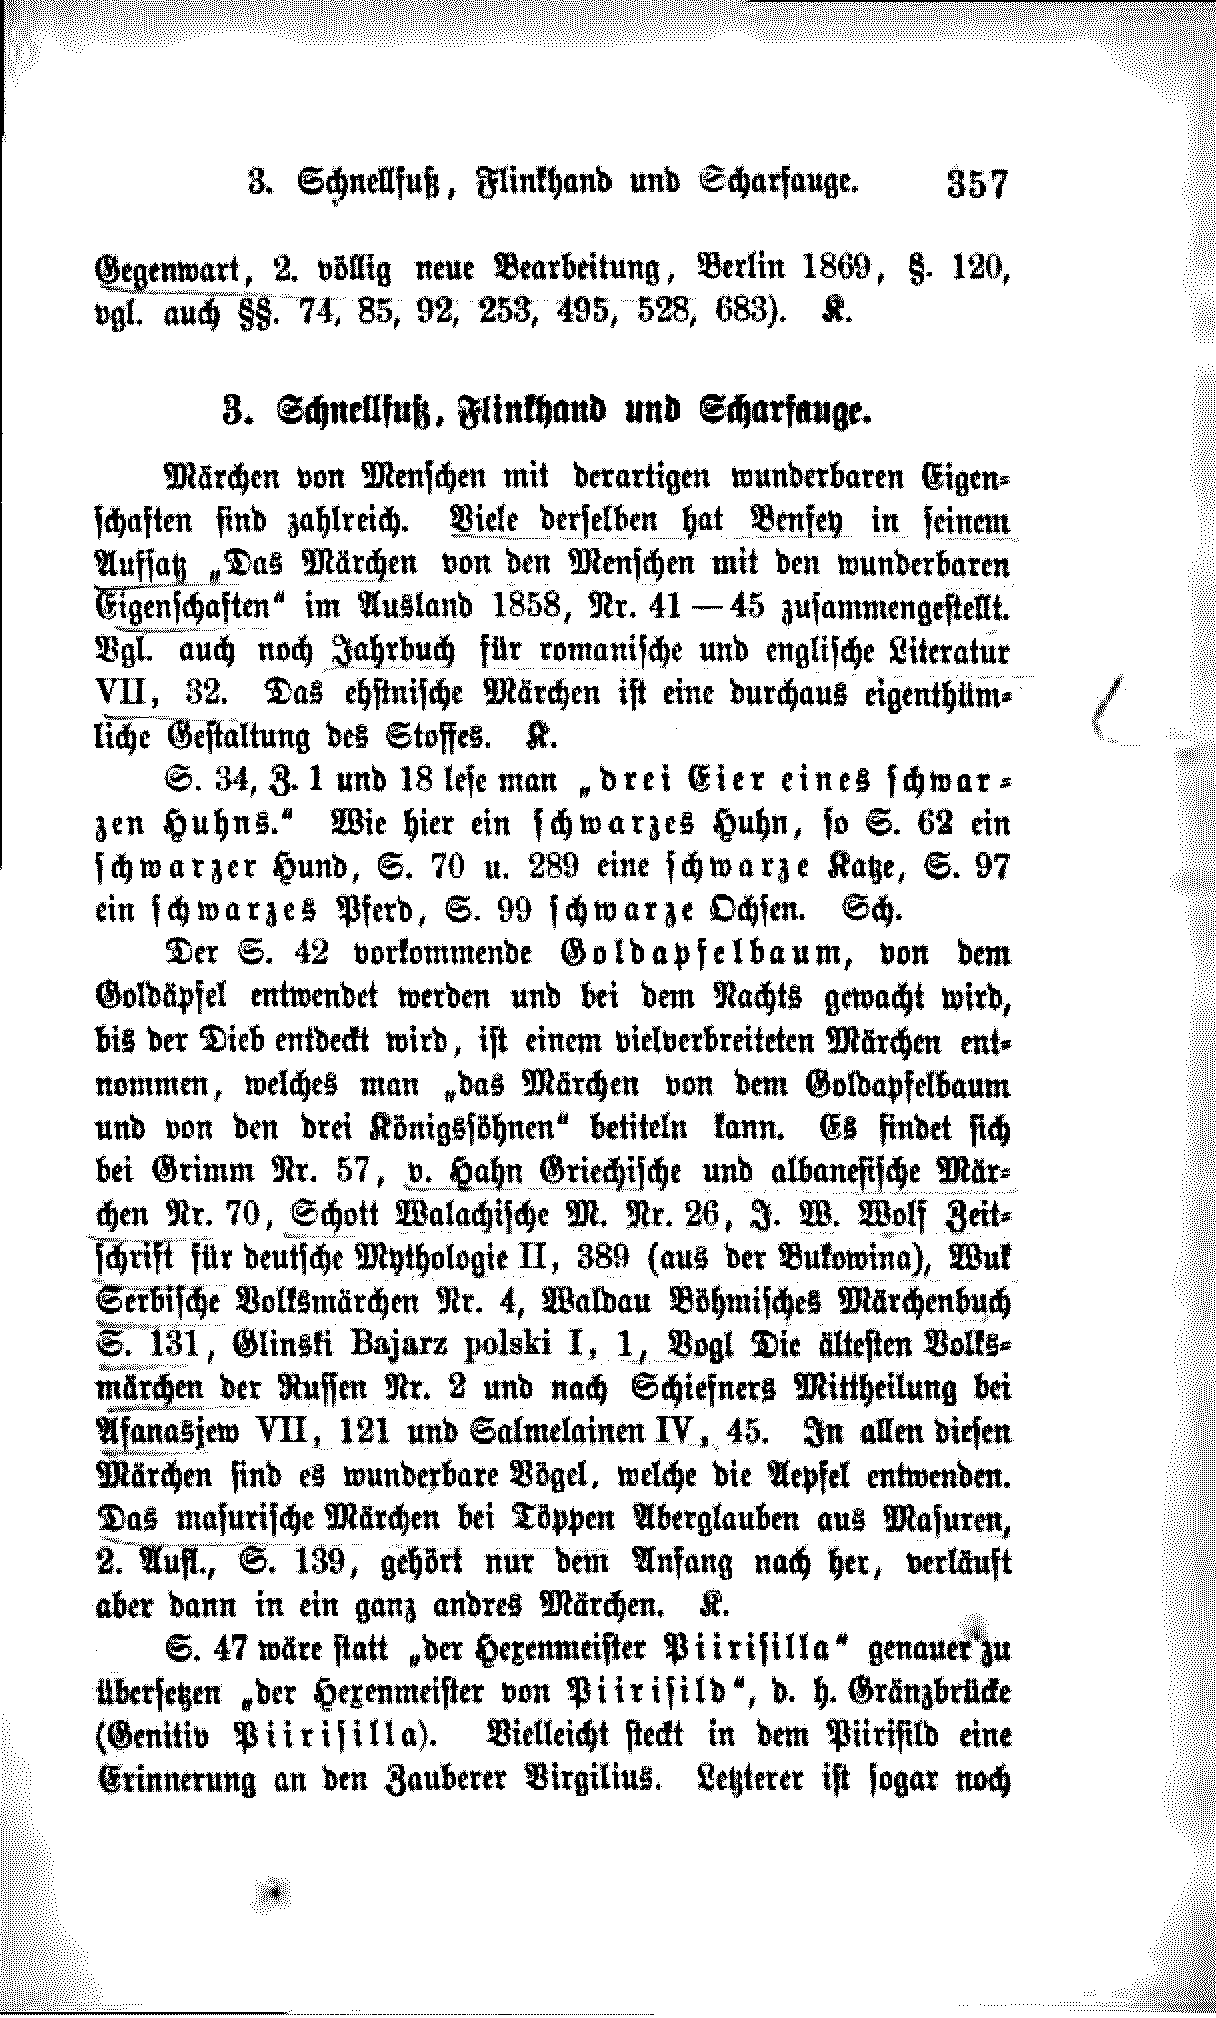 3. Schnellfuß, Flinkhand und Scharfauge. 357
Gegenwart, 2. völlig neue Bearbeitung, Berlin 1869, §. 120,
vgl. auch §§. 74, 85, 92, 253, 495, 528, 683). K.
3. Schnellfuß, Flinkhand und Scharfauge.
Märchen von Menschen mit derartigen wunderbaren Eigen-
schaften sind zahlreich. Viele derselben hat Benfey in seinem
Aufsatz „Das Märchen von den Menschen mit den wunderbaren
Eigenschaften“ im Ausland 1858, Nr. 41—45 zusammengestellt.
Vgl. auch noch Jahrbuch für romanische und englische Literatur
VII, 32. Das ehstnische Märchen ist eine durchaus eigenthüm-
liche Gestaltung des Stoffes. K.
S. 34, Z. 1 und 18 lese man „drei Eier eines schwar-
zen Huhns.“ Wie hier ein schwarzes Huhn, so S. 62 ein
schwarzer Hund, S. 70 u. 289 eine schwarze Katze, S. 97
ein schwarzes Pferd, S. 99 schwarze Ochsen. Sch.
Der S. 42 vorkommende Goldapfelbaum, von dem
Goldäpfel entwendet werden und bei dem Nachts gewacht wird,
bis der Dieb entdeckt wird, ist einem vielverbreiteten Märchen ent-
nommen, welches man „das Märchen von dem Goldapfelbaum
und von den drei Königssöhnen“ betiteln kann. Es findet sich
bei Grimm Nr. 57, v. Hahn Griechische und albanesische Mär-
chen Nr. 70, Schott Walachische M. Nr. 26, J. W. Wolf Zeit-
schrift für deutsche Mythologie II, 389 (aus der Bukowina), Wuk
Serbische Volksmärchen Nr. 4, Waldau Böhmisches Märchenbuch
S. 131, Glinski Bajarz polski I, 1, Vogl Die ältesten Volks-
märchen der Russen Nr. 2 und nach Schiefners Mittheilung bei
Afanasjew VII, 121 und Salmelainen IV, 45. In allen diesen
Märchen sind es wunderbare Vögel, welche die Aepfel entwenden.
Das masurische Märchen bei Töppen Aberglauben aus Masuren,
2. Aufl., S. 139, gehört nur dem Anfang nach her, verläuft
aber dann in ein ganz andres Märchen. K.
S. 47 wäre statt „der Hexenmeister Piirisilla“ genauer zu
übersetzen „der Hexenmeister von Piirisild“, d. h. Gränzbrücke
(Genitiv Piirisilla). Vielleicht steckt in dem Piirisild eine
Erinnerung an den Zauberer Virgilius. Letzterer ist sogar noch